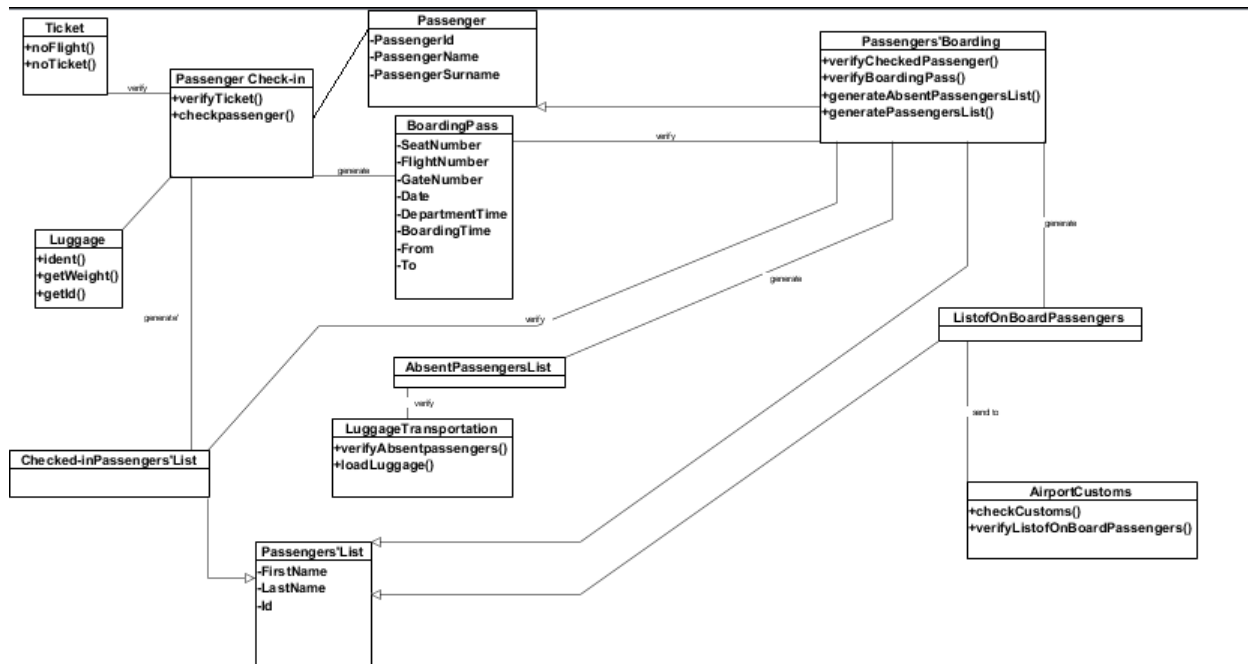 Ticket
+noFlight()
+noTicket()
verify
Passenger Check-in
+verifyTicket()
+checkpassenger()
Passenger
-PassengerId
-PassengerName
-PassengerSurname
Passengers'Boarding
+verifyCheckedPassenger()
+verifyBoardingPass()
+generateAbsentPassengersList()
+generatePassengersList()
verify
generate
BoardingPass
-SeatNumber
-FlightNumber
-GateNumber
-Date
-DepartmentTime
-BoardingTime
-From
-To
Luggage
+ident()
+getWeight()
+getId()
generate'
verify
generate
generate
ListofOnBoardPassengers
AbsentPassengersList
verify
LuggageTransportation
+verifyAbsentpassengers()
+loadLuggage()
send to
Checked-inPassengers'List
AirportCustoms
+checkCustoms()
+verifyListofOnBoardPassengers()
Passengers'List
-FirstName
-LastName
-Id